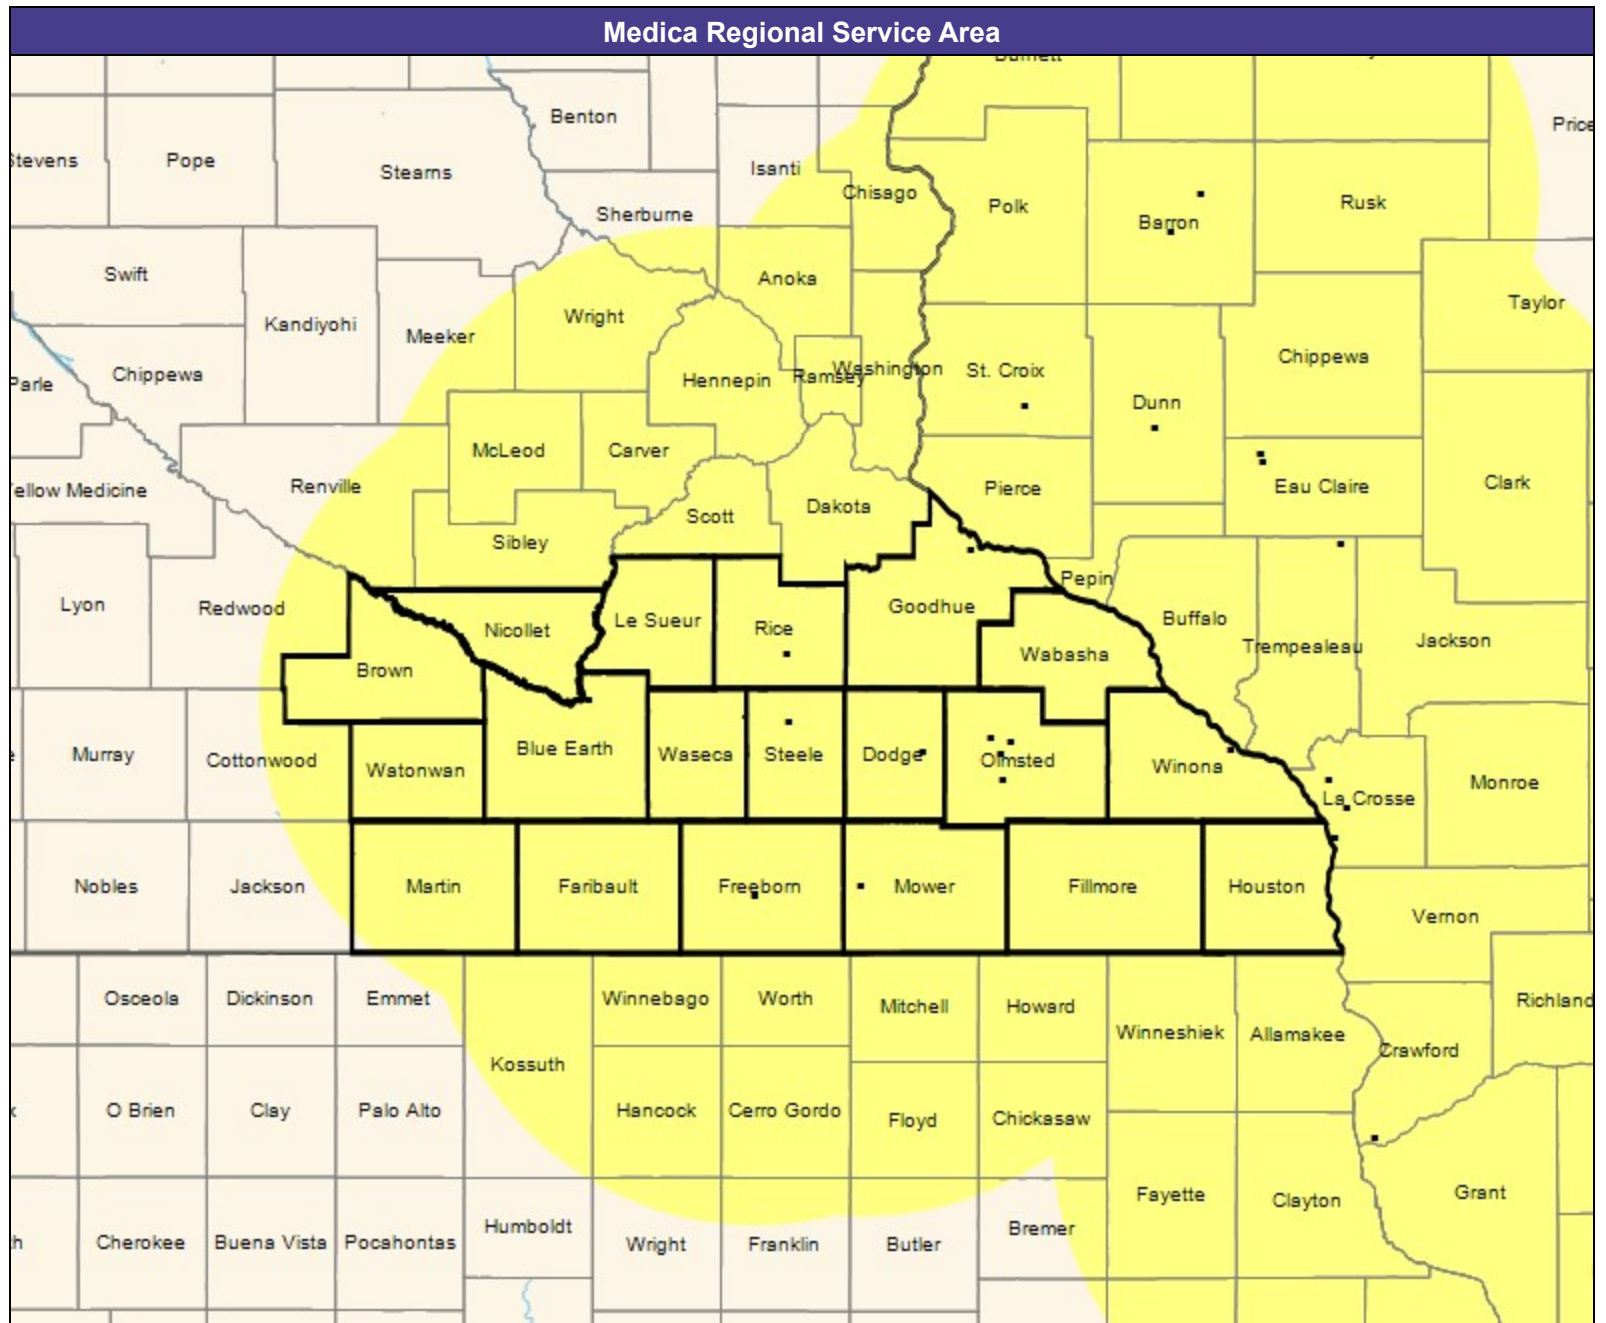 Medica Regional Service Area
Benton
Price
Stevens
Pope
Stearns
Isanti
Chisago
Polk
Barron
Rusk
Sherburne
Swift
Anoka
Taylor
Kandiyohi
Wright
Meeker
Chippewa
Chippewa
Parle
Hennepin
Ramsey
Washington
St. Croix
Dunn
McLeod
Carver
Yellow Medicine
Renville
Pierce
Eau Claire
Clark
Scott
Dakota
Sibley
Pepin
Lyon
Redwood
Nicollet
Le Sueur
Rice
Goodhue
Buffalo
Trempealeau
Jackson
Brown
Wabasha
Murray
Cottonwood
Watonwan
Blue Earth
Waseca
Steele
Dodge
Olmsted
Winona
La Crosse
Monroe
Nobles
Jackson
Martin
Faribault
Freeborn
Mower
Fillmore
Houston
Vernon
Osceola
Dickinson
Emmet
Winnebago
Worth
Mitchell
Howard
Richland
Winneshiek
Allamakee
Crawford
Kossuth
O Brien
Clay
Palo Alto
Hancock
Cerro Gordo
Floyd
Chickasaw
Fayette
Clayton
Grant
Cherokee
Buena Vista
Pocahontas
Humboldt
Wright
Franklin
Butler
Bremer